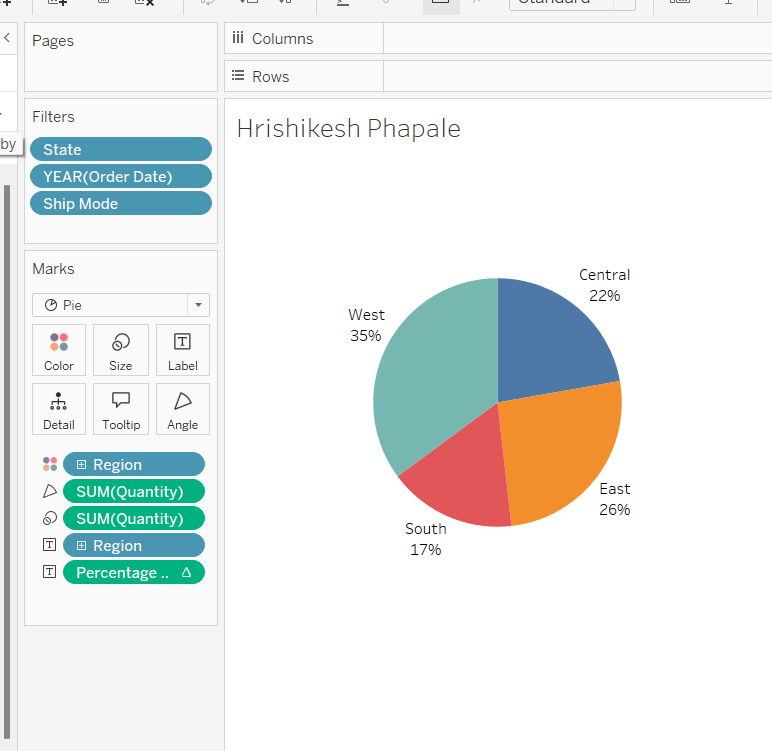 Standard
Pages
Columns
Rows
Filters
by
State
YEAR(Order Date)
Ship Mode
Hrishikesh Phapale
Marks
Pie
Color
Size
Label
Detail
Tooltip
Angle
Region
SUM(Quantity)
SUM(Quantity)
Region
Percentage ..
Central
22%
West
35%
East
26%
South
17%